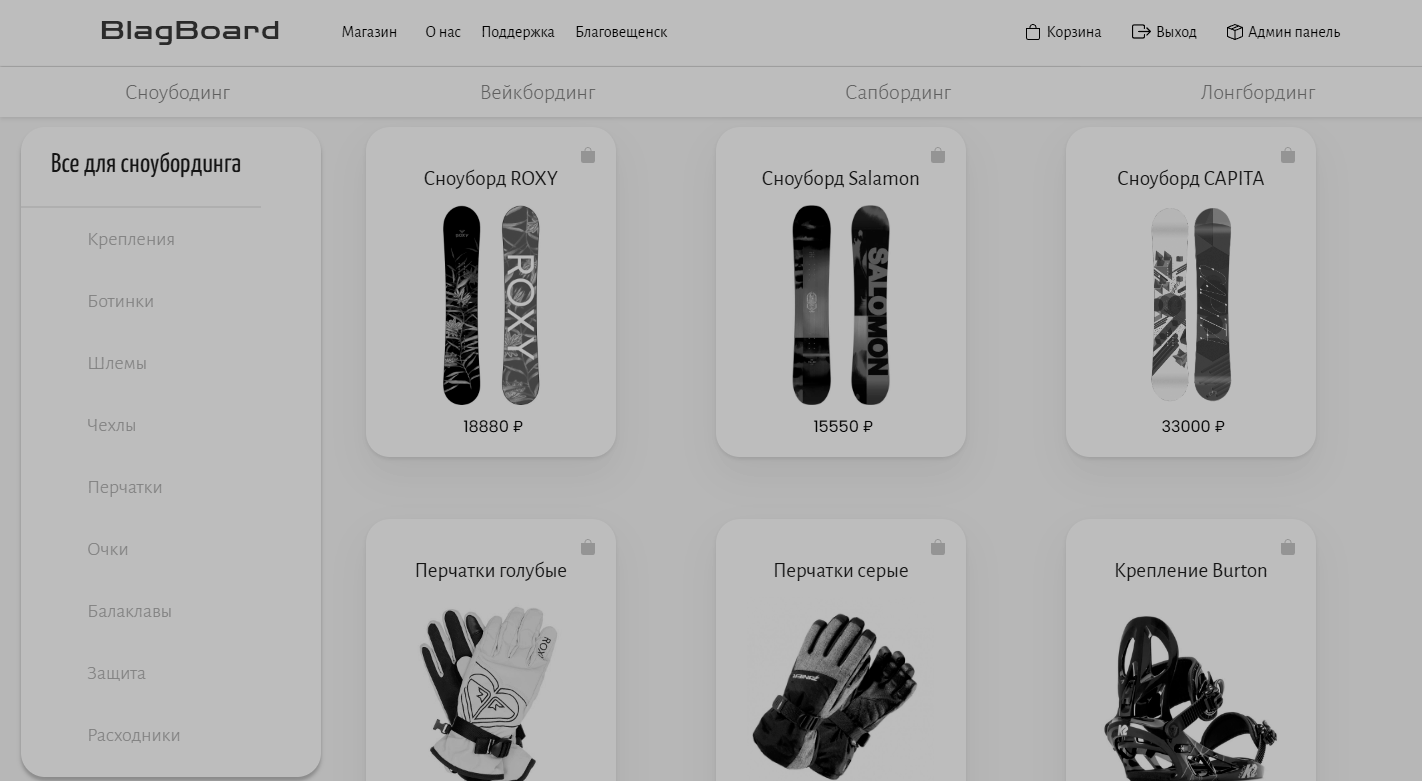 BlagBoard
Магазин О нас Поддержка Благовещенск
Корзина Выход Админ панель
Сноубодинг Вейкбординг Сапбординг Лонгбординг
Все для сноубординга
Крепления
Ботинки
Шлемы
Чехлы
Перчатки
Очки
Балаклавы
Защита
Расходники
Сноуборд ROXY
ROXY
18880 ₽
Сноуборд Salamon
SALOMON
15550 ₽
Сноуборд CAPITA
33000 ₽
Перчатки голубые
ROXY
Перчатки серые
Крепление Burton
K2
K2